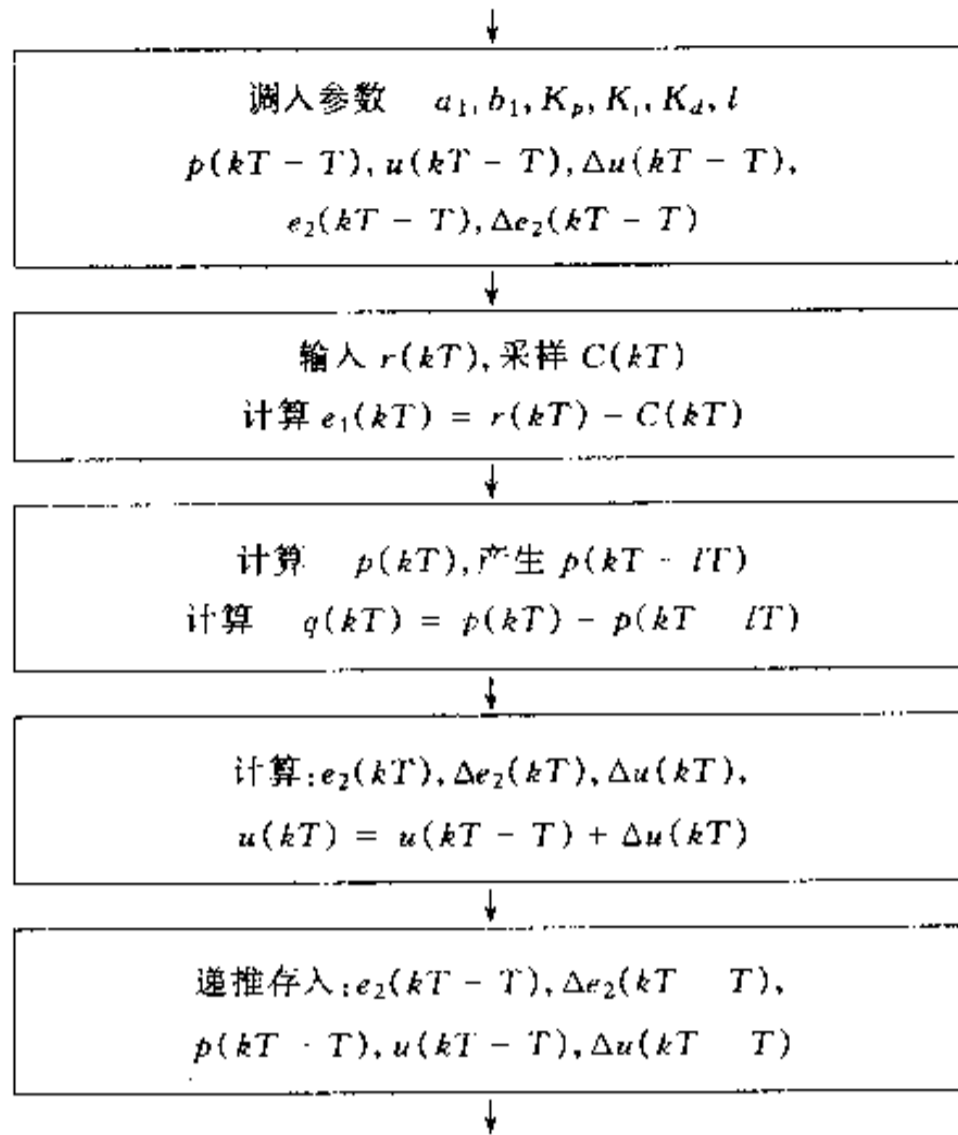 调入参数 a₁, b₁, Kₚ, Kᵢ, K_d, l
p(kT − T), u(kT − T), Δu(kT − T),
e₂(kT − T), Δe₂(kT − T)
输入 r(kT), 采样 C(kT)
计算 e₁(kT) = r(kT) − C(kT)
计算 p(kT), 产生 p(kT - lT)
计算 q(kT) = p(kT) − p(kT lT)
计算: e₂(kT), Δe₂(kT), Δu(kT),
u(kT) = u(kT − T) + Δu(kT)
递推存入: e₂(kT − T), Δe₂(kT T),
p(kT · T), u(kT − T), Δu(kT T)